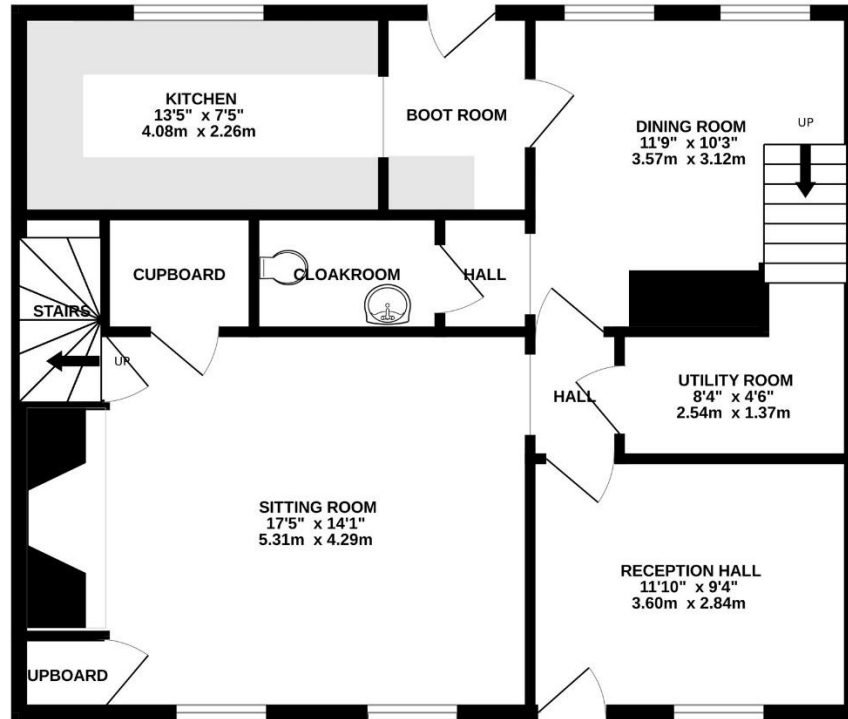 KITCHEN
13'5" x 7'5"
4.08m x 2.26m
BOOT ROOM
DINING ROOM
11'9" x 10'3"
3.57m x 3.12m
UP
CUPBOARD
CLOAKROOM
HALL
STAIRS
UP
HALL
UTILITY ROOM
8'4" x 4'6"
2.54m x 1.37m
SITTING ROOM
17'5" x 14'1"
5.31m x 4.29m
RECEPTION HALL
11'10" x 9'4"
3.60m x 2.84m
UPBOARD